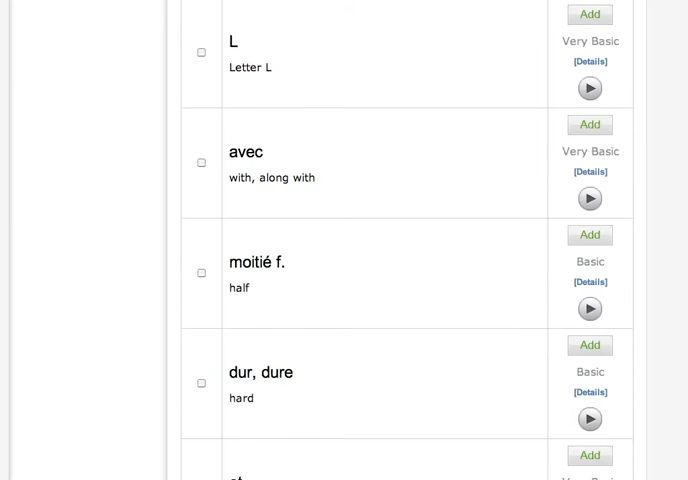 Add
L
Very Basic
Letter L
[Details]
Add
avec
Very Basic
with, along with
[Details]
Add
moitié f.
Basic
half
[Details]
Add
dur, dure
Basic
hard
[Details]
Add